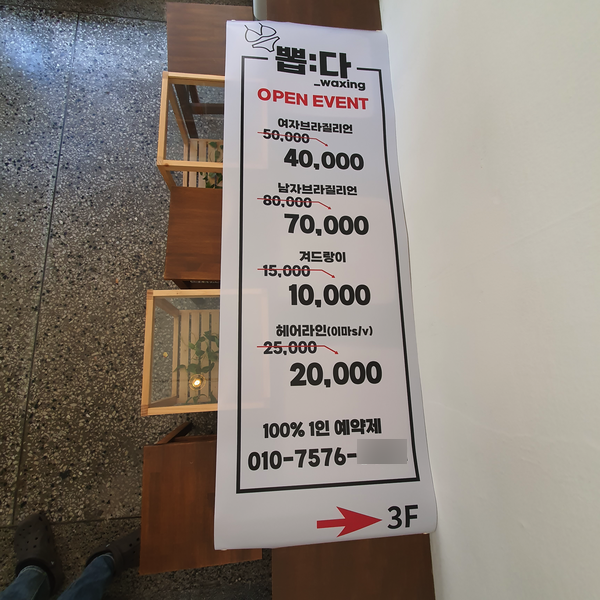 뽑:다
_waxing
OPEN EVENT
여자브라질리언
50,000
40,000
남자브라질리언
80,000
70,000
겨드랑이
15,000
10,000
헤어라인(이마s/v)
25,000
20,000
100% 1인 예약제
010-7576-
3F